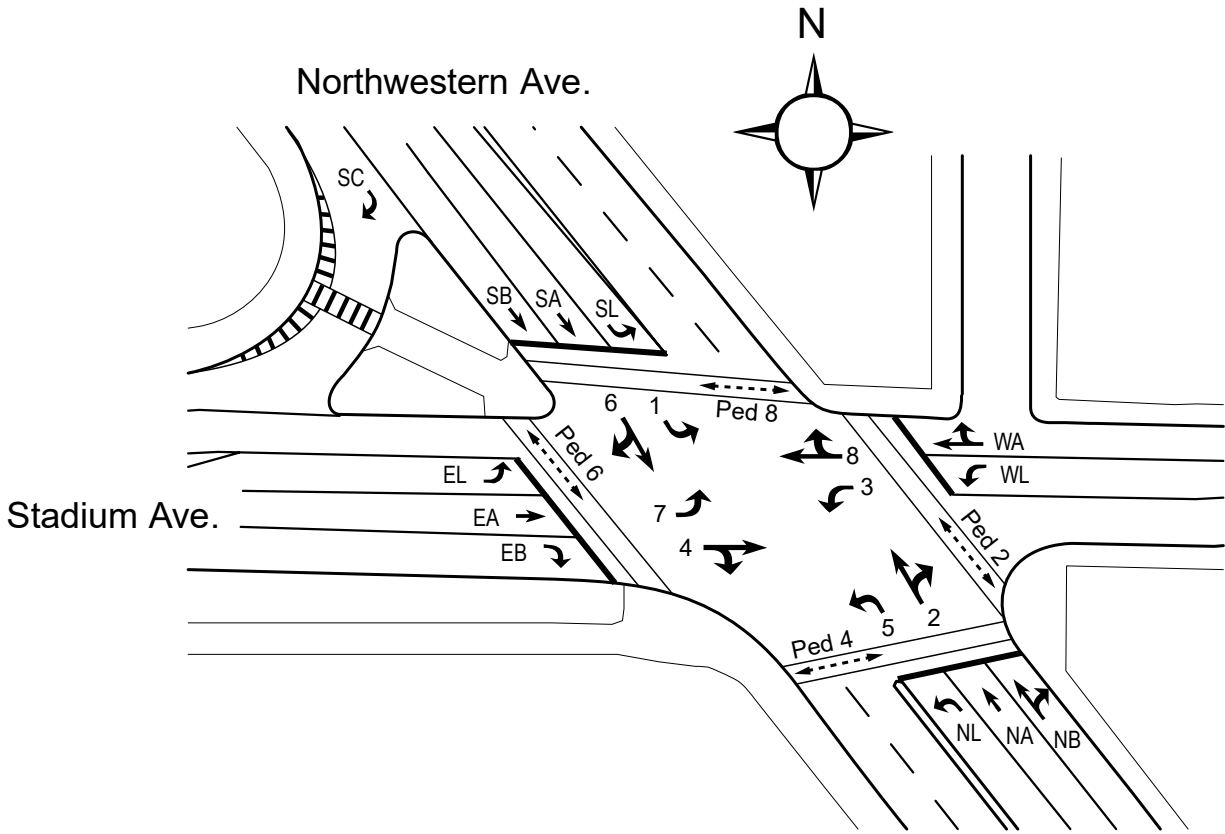 N
Northwestern Ave.
SC
SB
SA
SL
6
1
Ped 8
Ped 6
8
WA
WL
EL
3
Stadium Ave.
EA
7
Ped 2
EB
4
2
5
Ped 4
NL
NA
NB